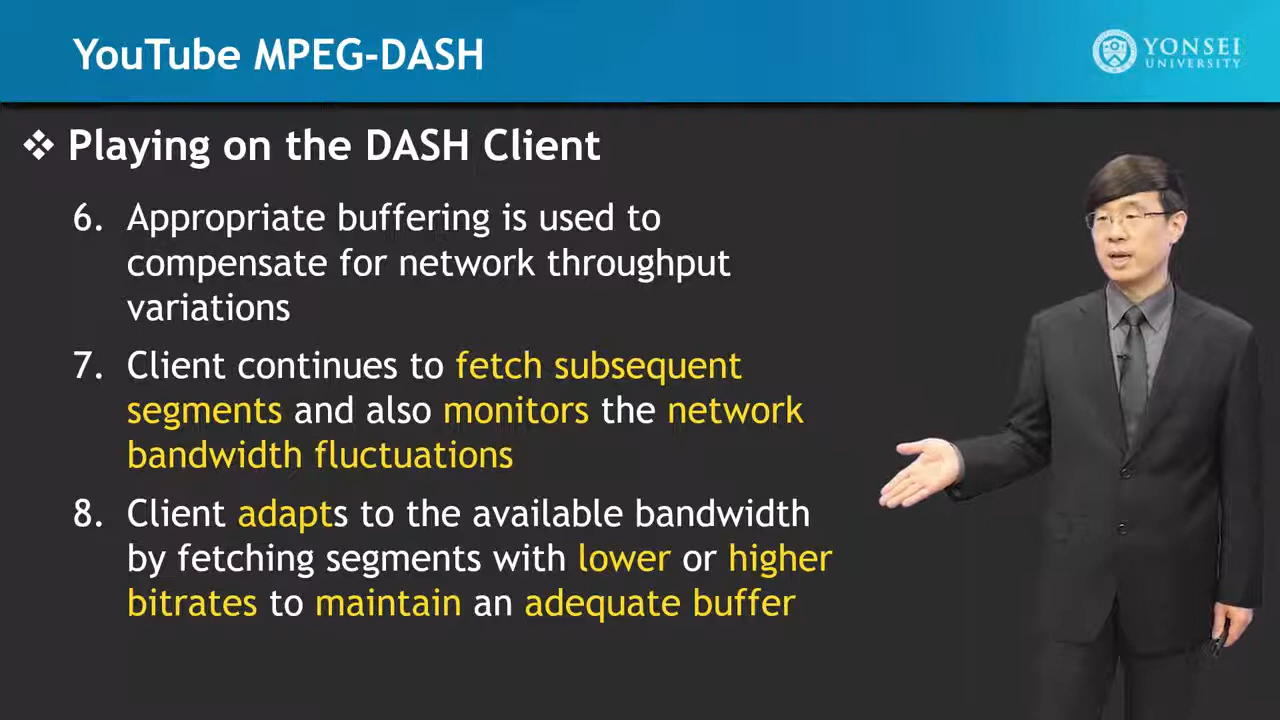 YouTube MPEG-DASH
YONSEI
UNIVERSITY
❖ Playing on the DASH Client
6. Appropriate buffering is used to
compensate for network throughput
variations
7. Client continues to fetch subsequent
segments and also monitors the network
bandwidth fluctuations
8. Client adapts to the available bandwidth
by fetching segments with lower or higher
bitrates to maintain an adequate buffer